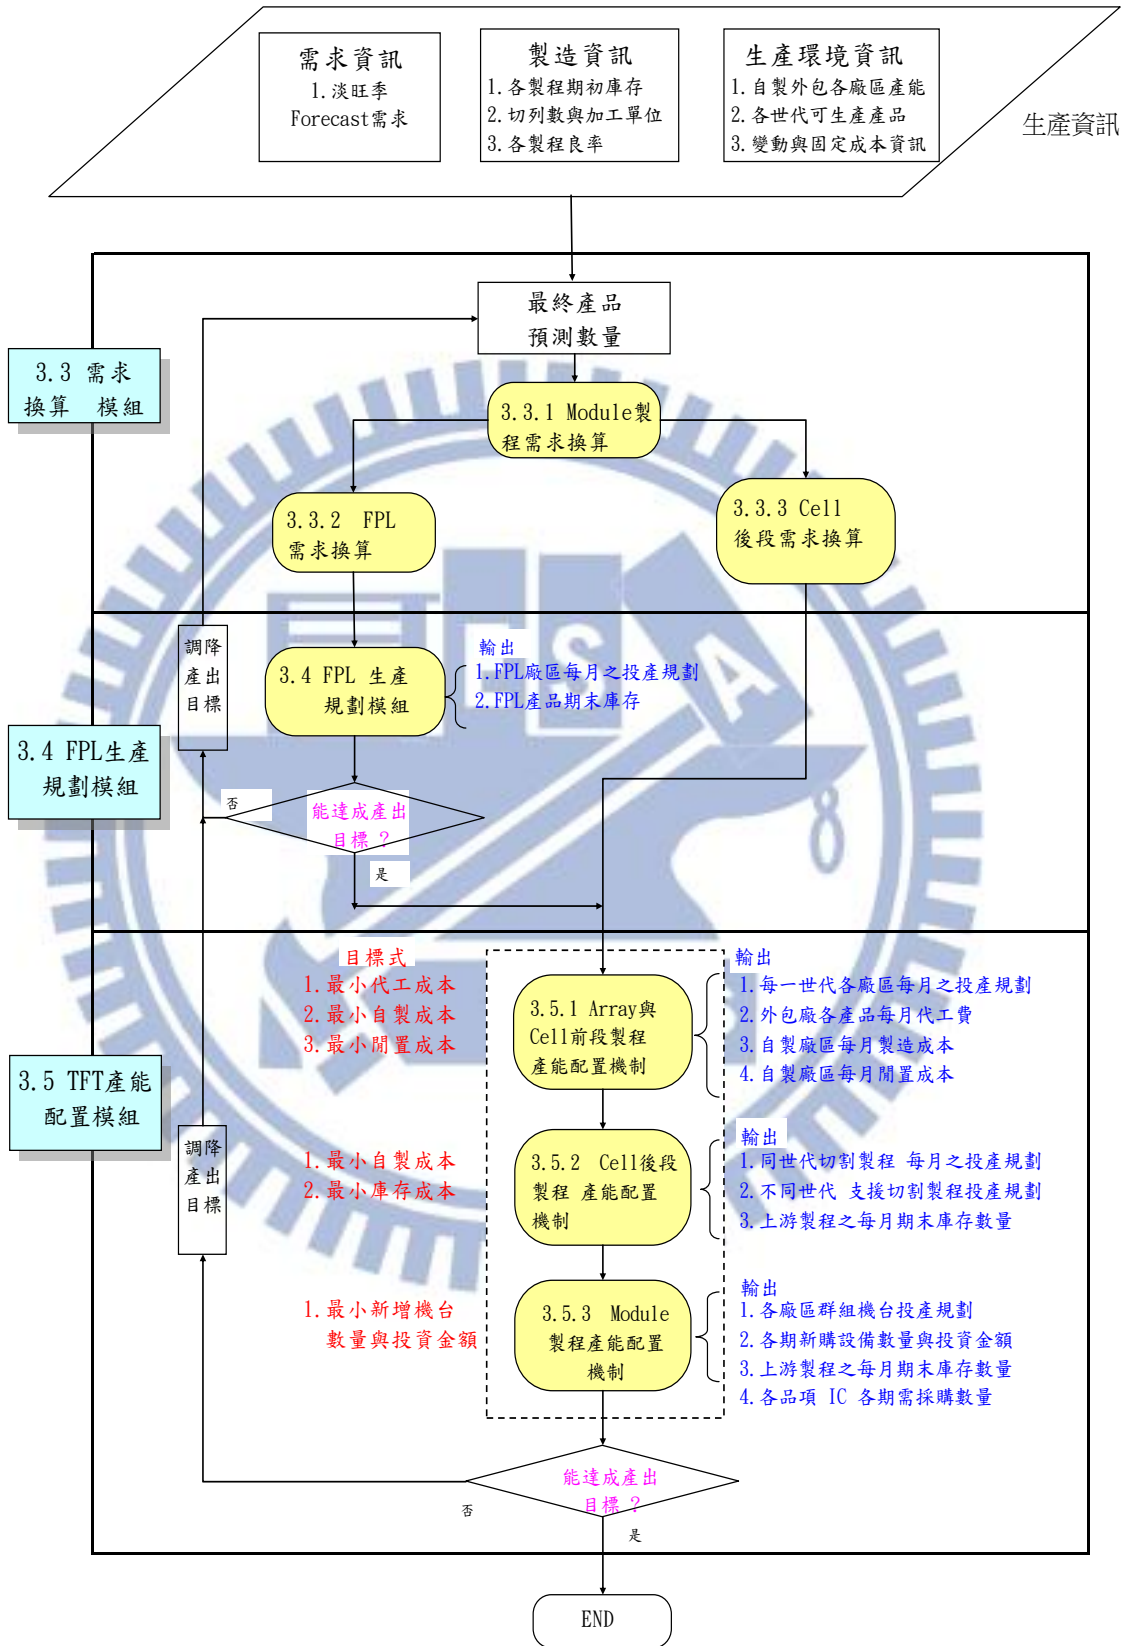 需求資訊
1.淡旺季
Forecast需求
製造資訊
1.各製程期初庫存
2.切列數與加工單位
3.各製程良率
生產環境資訊
1.自製外包各廠區產能
2.各世代可生產產品
3.變動與固定成本資訊
生產資訊
最終產品
預測數量
3.3 需求
換算 模組
3.3.1 Module製
程需求換算
3.3.2 FPL
需求換算
3.3.3 Cell
後段需求換算
調降
產出
目標
3.4 FPL 生產
規劃模組
輸出
1.FPL廠區每月之投產規劃
2.FPL產品期末庫存
3.4 FPL生產
規劃模組
否
能達成產出
目標 ?
是
目標式
1.最小代工成本
2.最小自製成本
3.最小閒置成本
3.5.1 Array與
Cell前段製程
產能配置機制
輸出
1.每一世代各廠區每月之投產規劃
2.外包廠各產品每月代工費
3.自製廠區每月製造成本
4.自製廠區每月閒置成本
3.5 TFT產能
配置模組
調降
產出
目標
1.最小自製成本
2.最小庫存成本
3.5.2 Cell後段
製程 產能配置
機制
輸出
1.同世代切割製程 每月之投產規劃
2.不同世代 支援切割製程投產規劃
3.上游製程之每月期末庫存數量
1.最小新增機台
數量與投資金額
3.5.3 Module
製程產能配置
機制
輸出
1.各廠區群組機台投產規劃
2.各期新購設備數量與投資金額
3.上游製程之每月期末庫存數量
4.各品項 IC 各期需採購數量
能達成產出
目標 ?
否
是
END
S
A
8